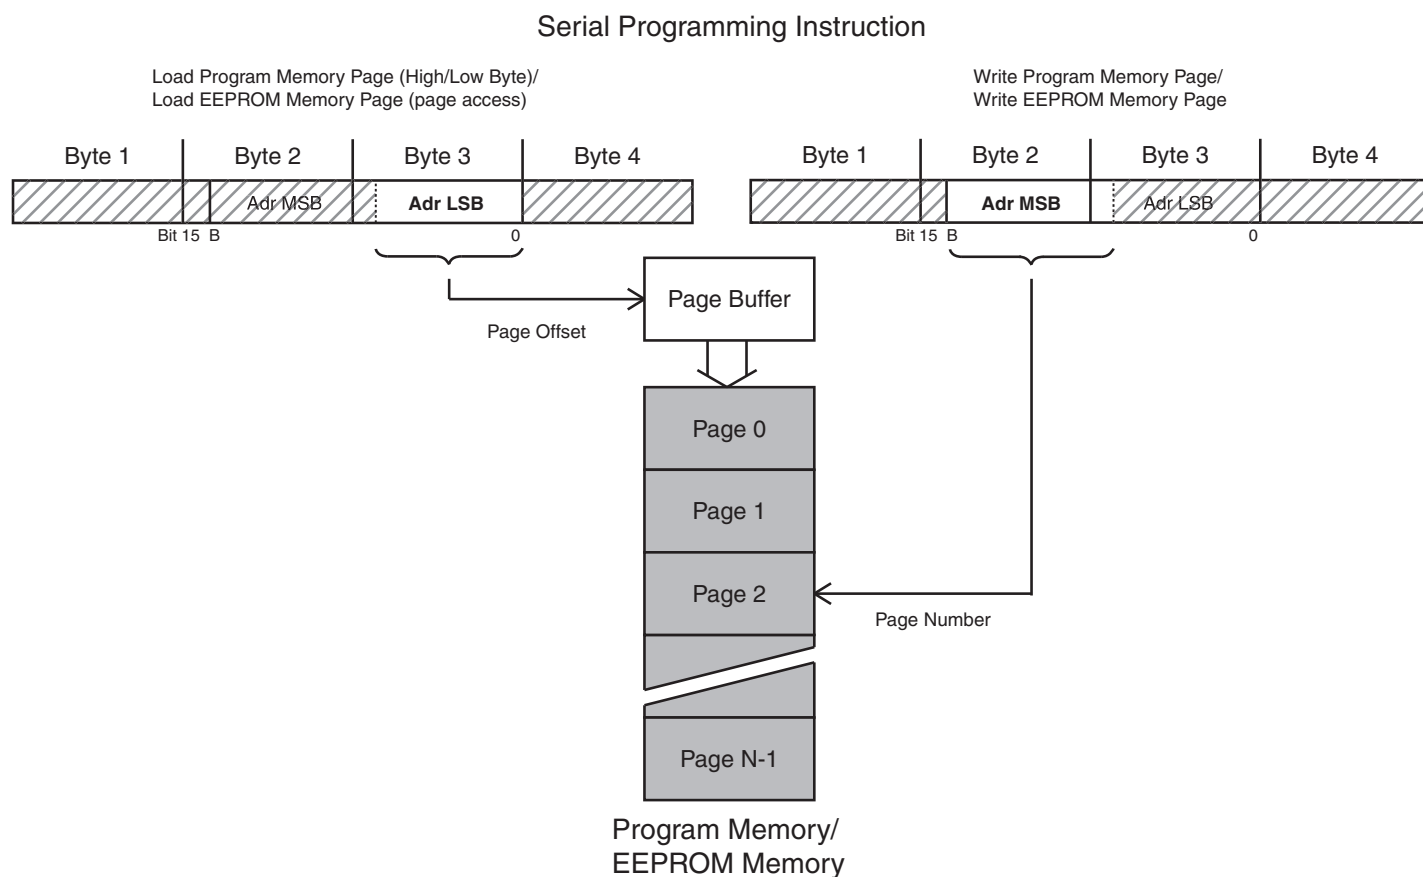 Serial Programming Instruction
Load Program Memory Page (High/Low Byte)/
Load EEPROM Memory Page (page access)
Write Program Memory Page/
Write EEPROM Memory Page
Byte 1 Byte 2 Byte 3 Byte 4
Byte 1 Byte 2 Byte 3 Byte 4
Adr MSB Adr LSB
Adr MSB Adr LSB
Bit 15 B 0
Bit 15 B 0
Page Buffer
Page Offset
Page 0
Page 1
Page 2
Page Number
Page N-1
Program Memory/
EEPROM Memory